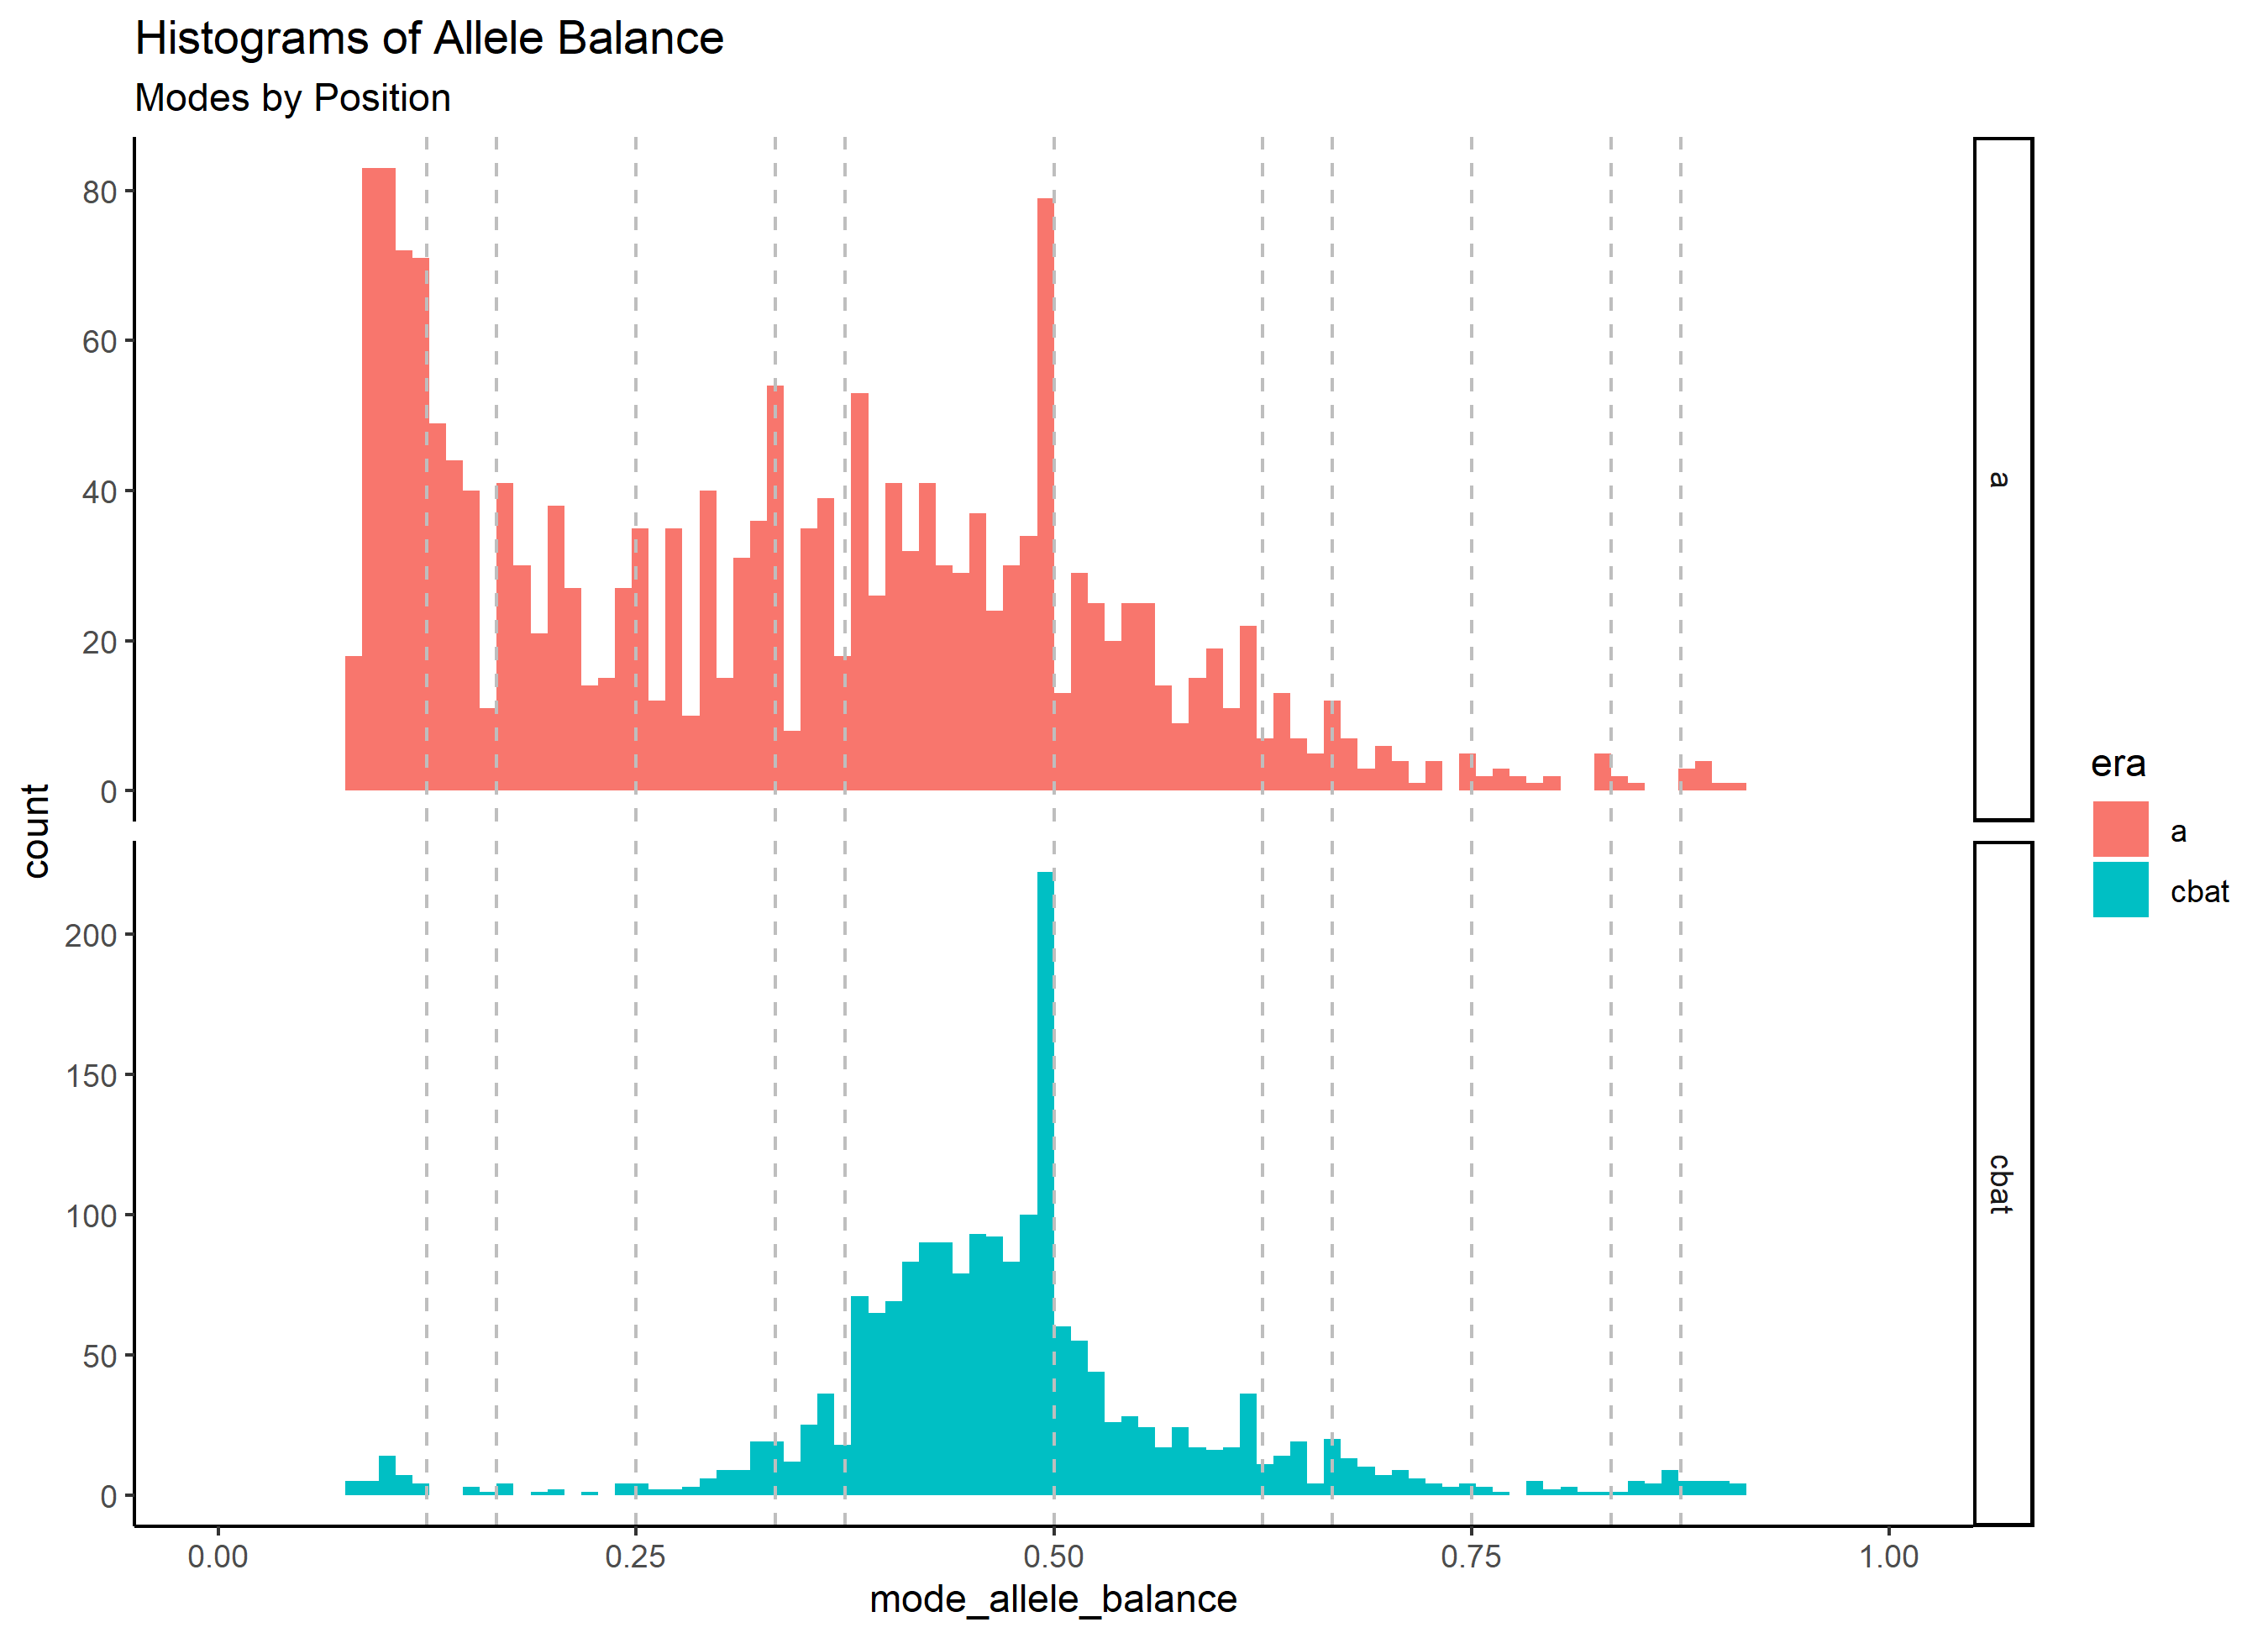 Histograms of Allele Balance
Modes by Position
count
80
60
40
20
0
a
200
150
100
50
0
cbat
0.00 0.25 0.50 0.75 1.00
mode_allele_balance
era
a
cbat